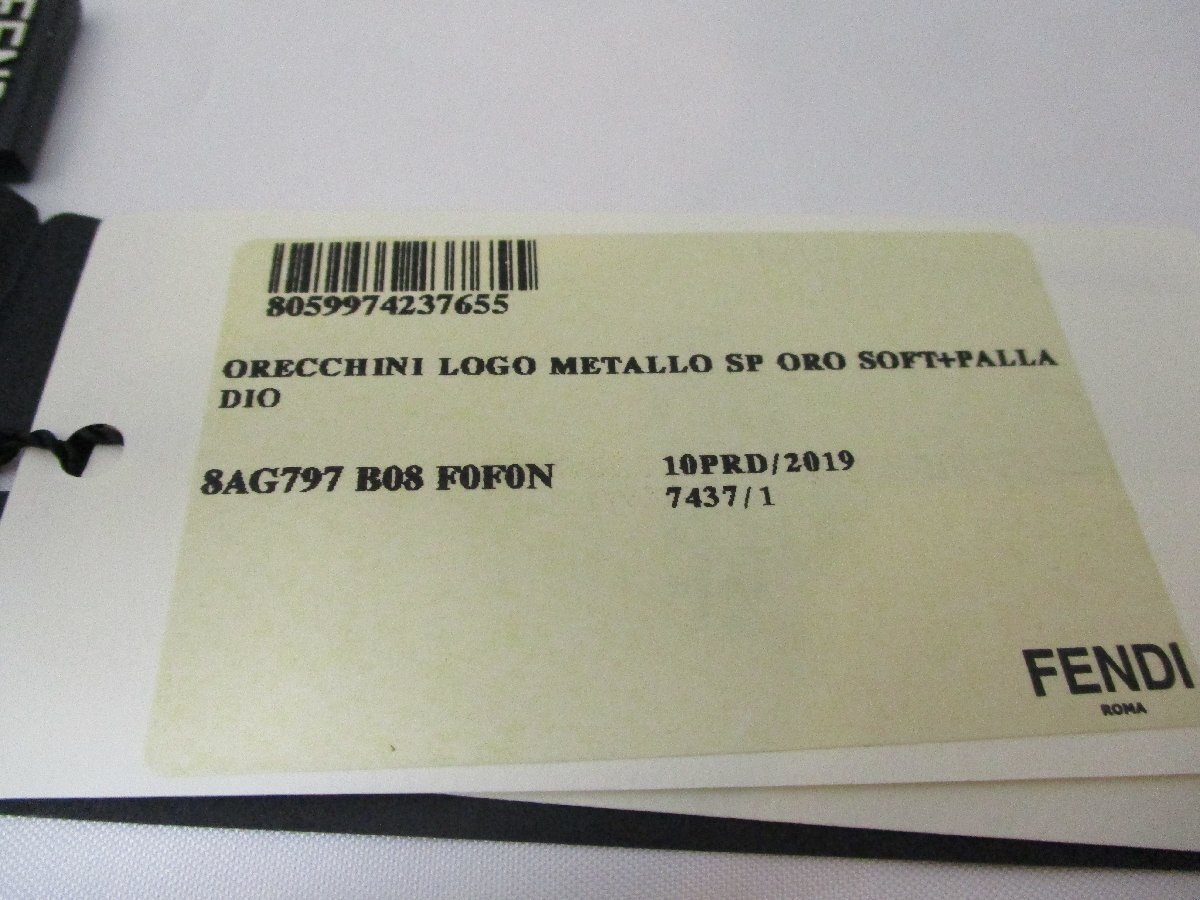 8059974237655
ORECCHINI LOGO METALLO SP ORO SOFT+PALLA
DIO
8AG797 B08 F0F0N
10PRD/2019
7437/1
FENDI
ROMA